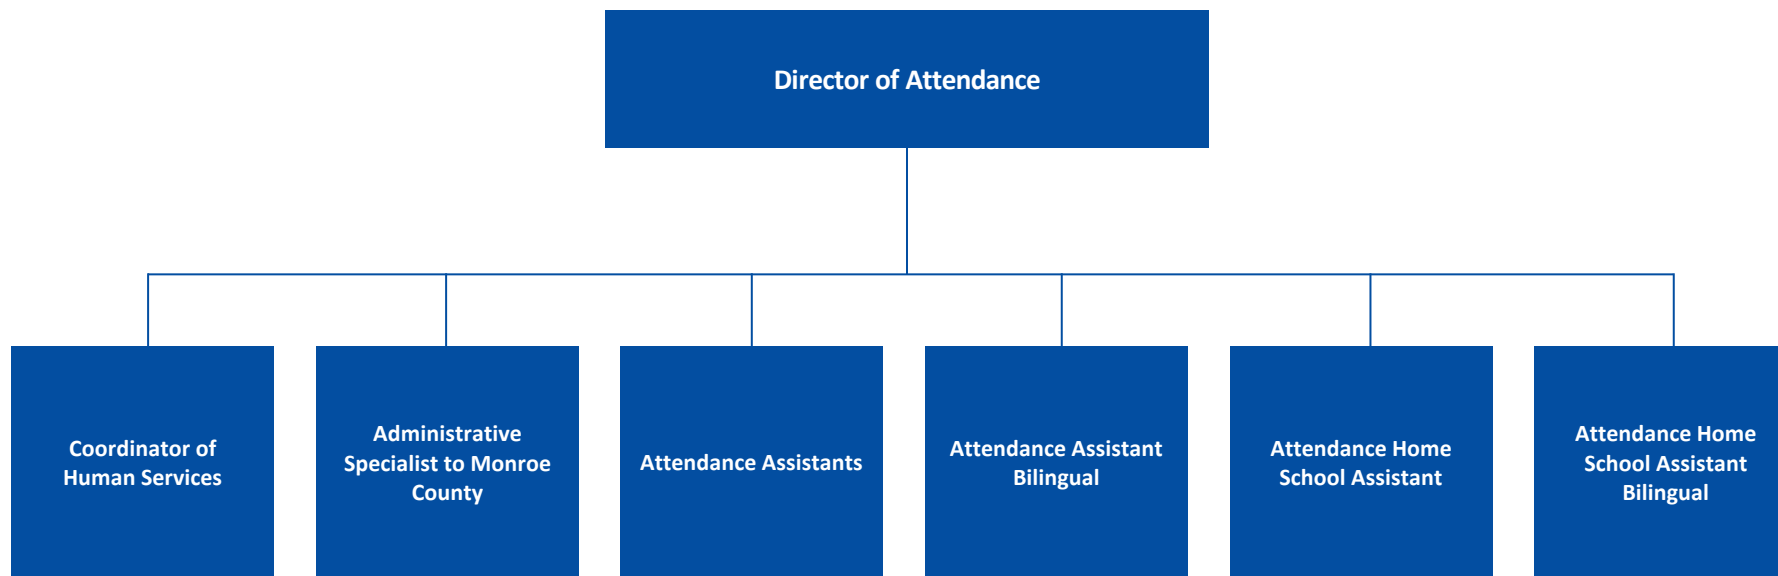 Director of Attendance
Coordinator of
Human Services
Administrative
Specialist to Monroe
County
Attendance Assistants
Attendance Assistant
Bilingual
Attendance Home
School Assistant
Attendance Home
School Assistant
Bilingual